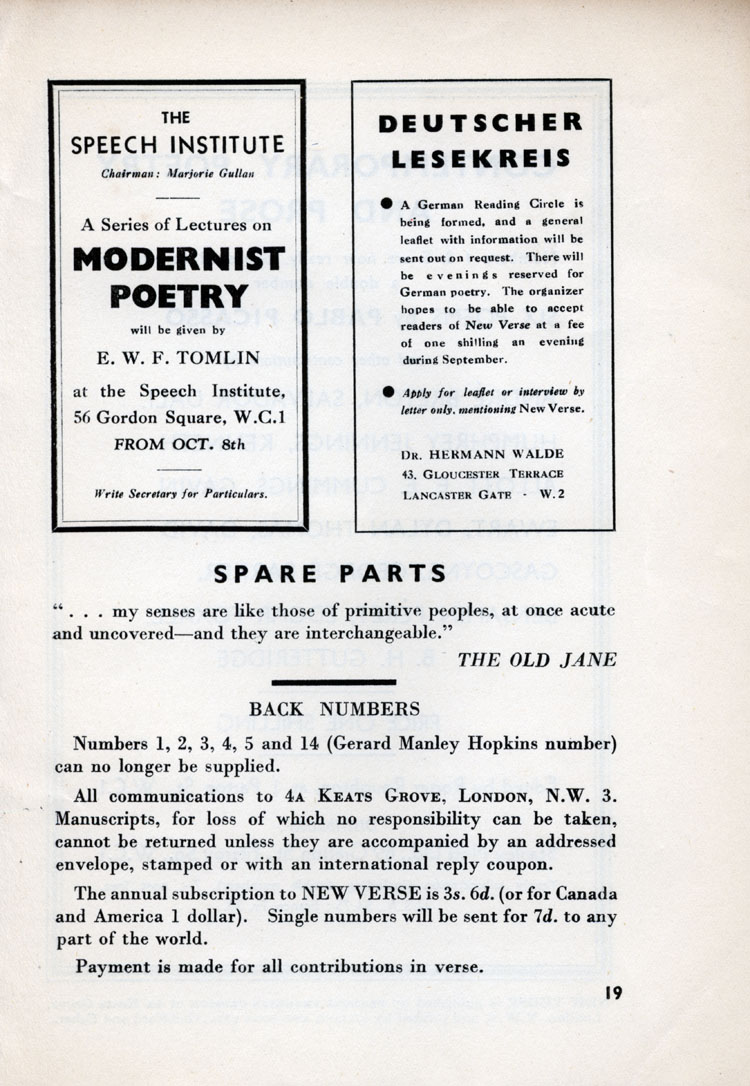 THE
SPEECH INSTITUTE
Chairman: Marjorie Gullan
A Series of Lectures on
MODERNIST
POETRY
will be given by
E. W. F. TOMLIN
at the Speech Institute,
56 Gordon Square, W.C.1
FROM OCT. 8th
Write Secretary for Particulars.
DEUTSCHER
LESEKREIS
● A German Reading Circle is
being formed, and a general
leaflet with information will be
sent out on request. There will
be evenings reserved for
German poetry. The organizer
hopes to be able to accept
readers of New Verse at a fee
of one shilling an evening
during September.
● Apply for leaflet or interview by
letter only, mentioning New Verse.
DR. HERMANN WALDE
43, GLOUCESTER TERRACE
LANCASTER GATE - W.2
SPARE PARTS
“. . . my senses are like those of primitive peoples, at once acute
and uncovered—and they are interchangeable.”
THE OLD JANE
BACK NUMBERS
Numbers 1, 2, 3, 4, 5 and 14 (Gerard Manley Hopkins number)
can no longer be supplied.
All communications to 4A KEATS GROVE, LONDON, N.W. 3.
Manuscripts, for loss of which no responsibility can be taken,
cannot be returned unless they are accompanied by an addressed
envelope, stamped or with an international reply coupon.
The annual subscription to NEW VERSE is 3s. 6d. (or for Canada
and America 1 dollar). Single numbers will be sent for 7d. to any
part of the world.
Payment is made for all contributions in verse.
19